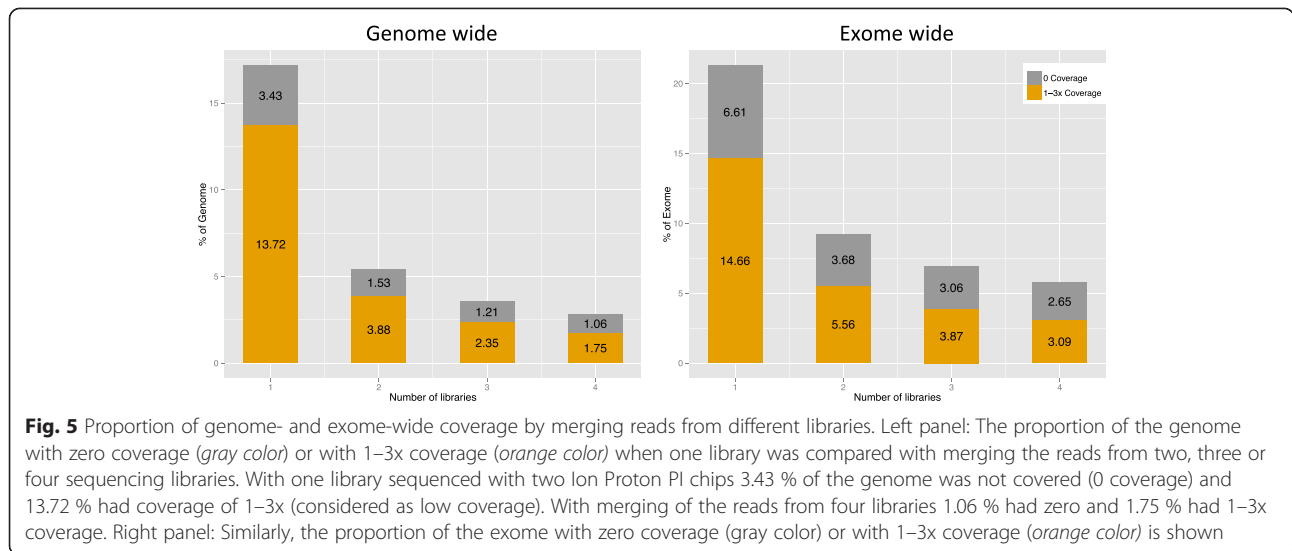 Genome wide
% of Genome
15
10
5
0
3.43
13.72
1.53
3.88
1.21
2.35
1.06
1.75
1
2
3
4
Number of libraries
Exome wide
% of Exome
20
15
10
5
0
0 Coverage
1–3x Coverage
6.61
14.66
3.68
5.56
3.06
3.87
2.65
3.09
1
2
3
4
Number of libraries
Fig. 5 Proportion of genome- and exome-wide coverage by merging reads from different libraries. Left panel: The proportion of the genome
with zero coverage (gray color) or with 1–3x coverage (orange color) when one library was compared with merging the reads from two, three or
four sequencing libraries. With one library sequenced with two Ion Proton PI chips 3.43 % of the genome was not covered (0 coverage) and
13.72 % had coverage of 1–3x (considered as low coverage). With merging of the reads from four libraries 1.06 % had zero and 1.75 % had 1–3x
coverage. Right panel: Similarly, the proportion of the exome with zero coverage (gray color) or with 1–3x coverage (orange color) is shown